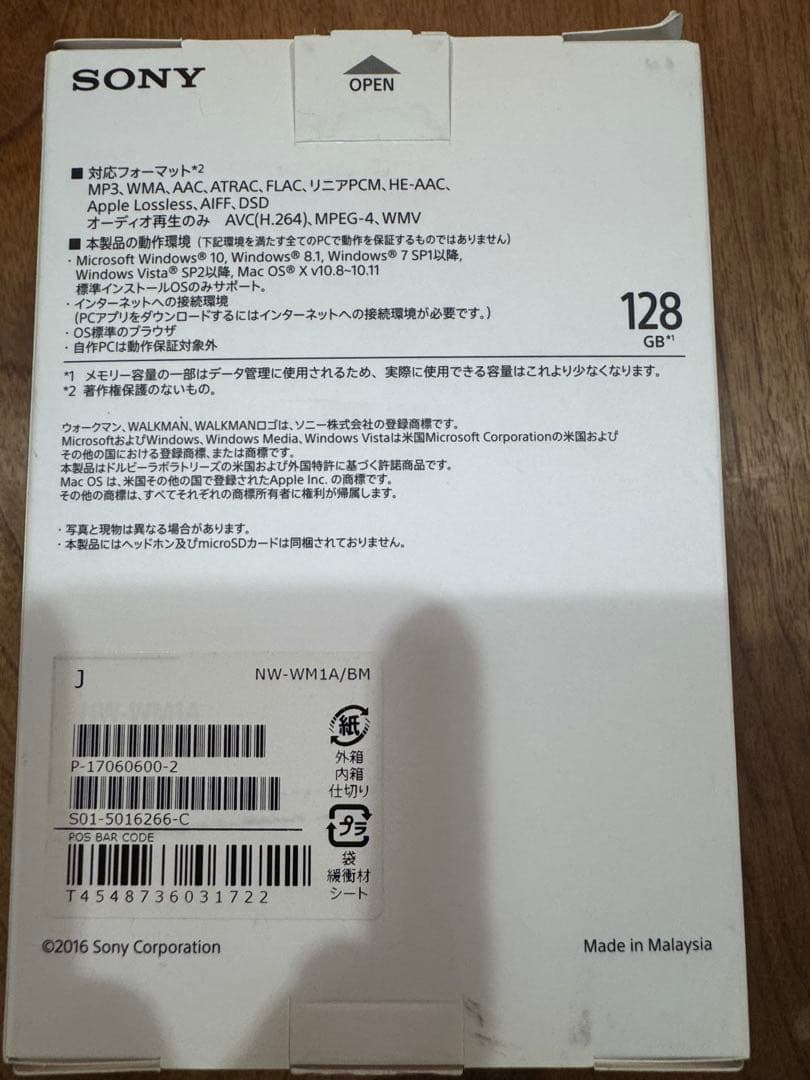 SONY
OPEN
■ 対応フォーマット*2
MP3、WMA、AAC、ATRAC、FLAC、リニアPCM、HE-AAC、
Apple Lossless、AIFF、DSD
オーディオ再生のみ AVC(H.264)、MPEG-4、WMV
■ 本製品の動作環境 (下記環境を満たす全てのPCで動作を保証するものではありません)
・Microsoft Windows® 10, Windows® 8.1, Windows® 7 SP1以降,
Windows Vista® SP2以降, Mac OS® X v10.8~10.11
標準インストールOSのみサポート。
・インターネットへの接続環境
(PCアプリをダウンロードするにはインターネットへの接続環境が必要です。)
・OS標準のブラウザ
・自作PCは動作保証対象外
128
GB*1
*1 メモリー容量の一部はデータ管理に使用されるため、実際に使用できる容量はこれより少なくなります。
*2 著作権保護のないもの。
ウォークマン、WALKMAN、WALKMANロゴは、ソニー株式会社の登録商標です。
MicrosoftおよびWindows、Windows Media、Windows Vistaは米国Microsoft Corporationの米国および
その他の国における登録商標、または商標です。
本製品はドルビーラボラトリーズの米国および外国特許に基づく許諾商品です。
Mac OS は、米国その他の国で登録されたApple Inc. の商標です。
その他の商標は、すべてそれぞれの商標所有者に権利が帰属します。
・写真と現物は異なる場合があります。
・本製品にはヘッドホン及びmicroSDカードは同梱されておりません。
J
NW-WM1A/BM
P-17060600-2
S01-5016266-C
POS BAR CODE
T4548736031722
紙
外箱
内箱
仕切り
プラ
袋
緩衝材
シート
©2016 Sony Corporation
Made in Malaysia